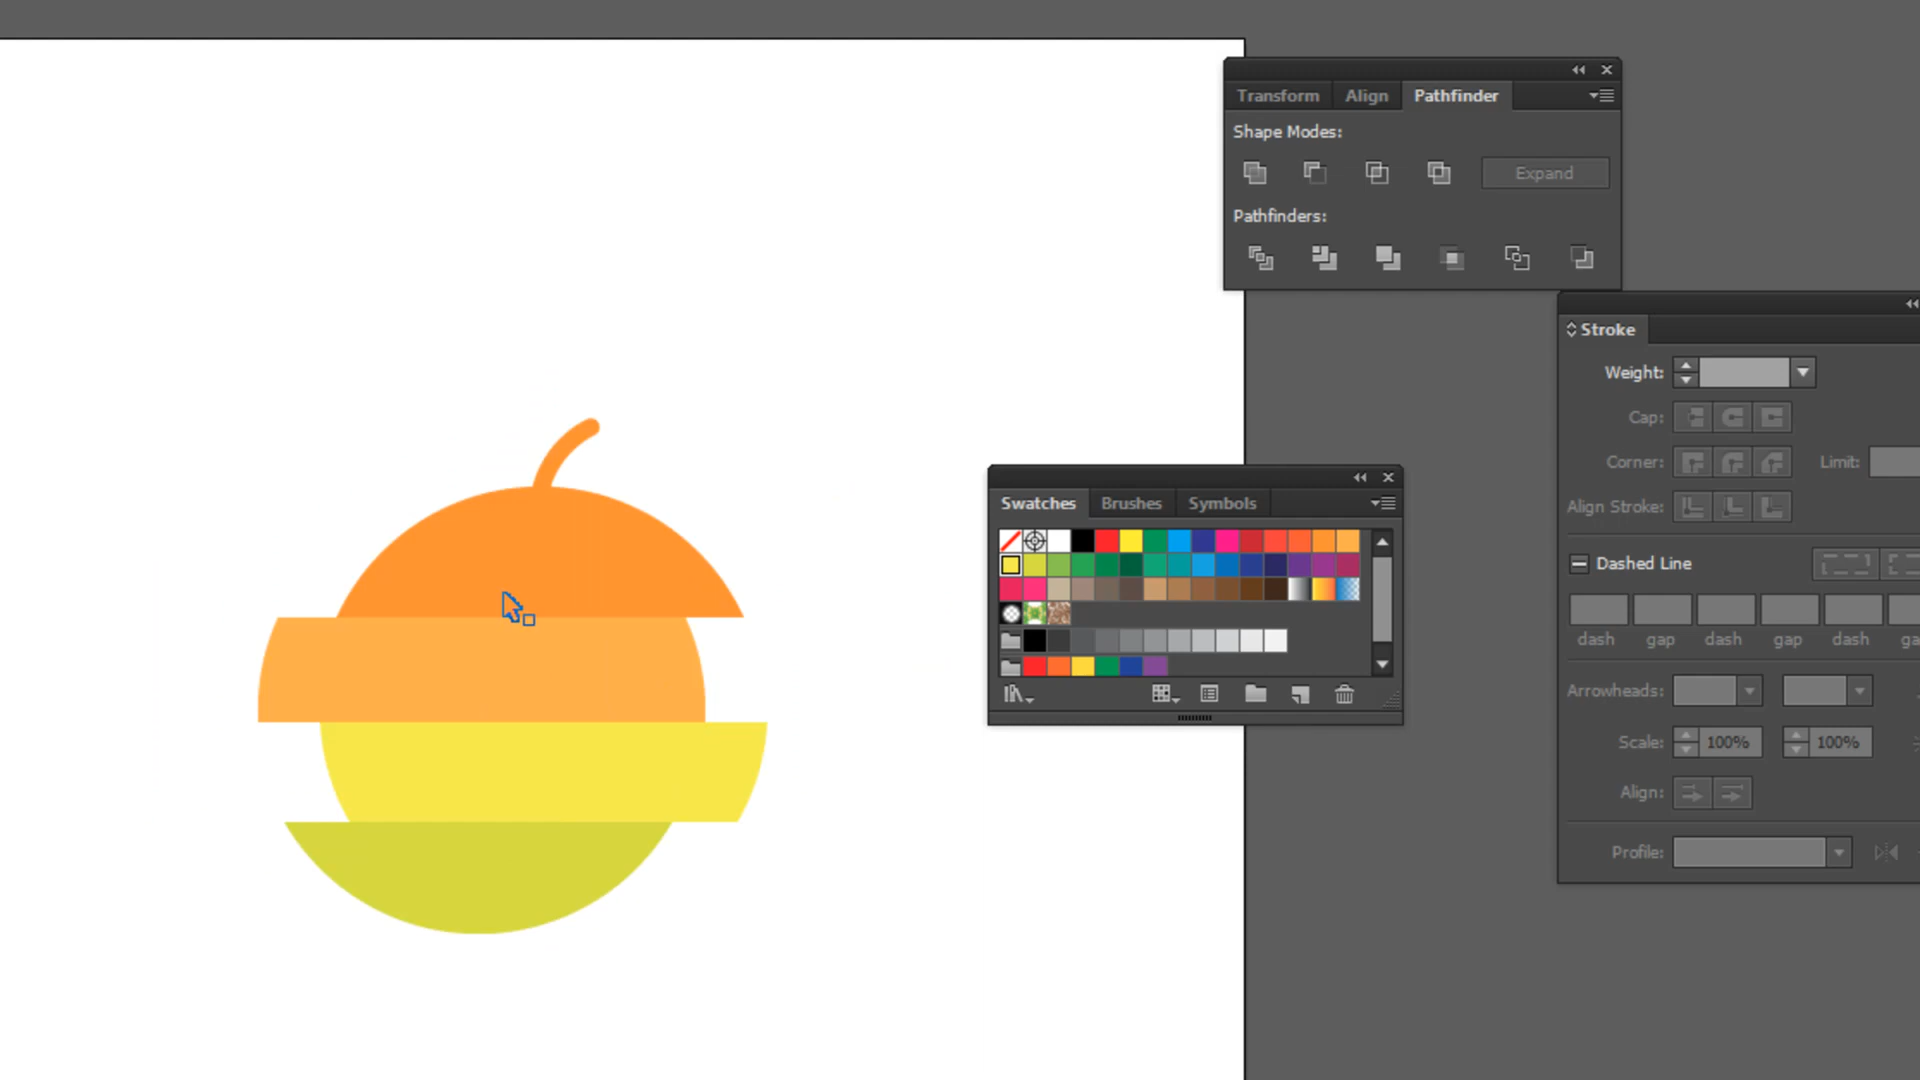 Transform Align Pathfinder
Shape Modes:
Expand
Pathfinders:
Stroke
Weight:
Cap:
Corner:
Limit:
Align Stroke:
Dashed Line
dash gap dash gap dash ga
Arrowheads:
Scale: 100% 100%
Align:
Profile:
Swatches Brushes Symbols